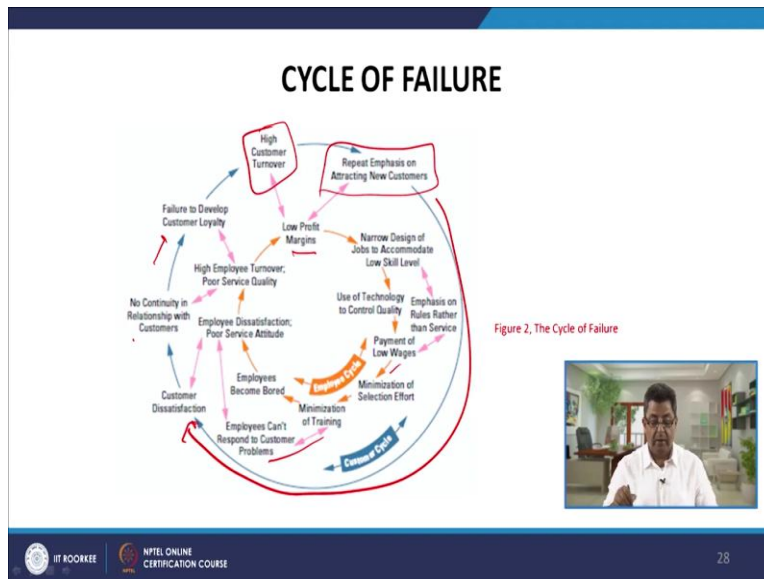 CYCLE OF FAILURE
High
Customer
Turnover
Repeat Emphasis on
Attracting New Customers
Failure to Develop
Customer Loyalty
Low Profit
Margins
Narrow Design of
Jobs to Accommodate
Low Skill Level
High Employee Turnover;
Poor Service Quality
Use of Technology
to Control Quality
Emphasis on
Rules Rather
than Service
No Continuity in
Relationship with
Customers
Employee Dissatisfaction;
Poor Service Attitude
Payment of
Low Wages
Figure 2, The Cycle of Failure
Employee Cycle
Employees
Become Bored
Minimization of
Selection Effort
Customer
Dissatisfaction
Minimization
of Training
Employees Can't
Respond to Customer
Problems
Customer Cycle
IIT ROORKEE
NPTEL
NPTEL ONLINE
CERTIFICATION COURSE
28